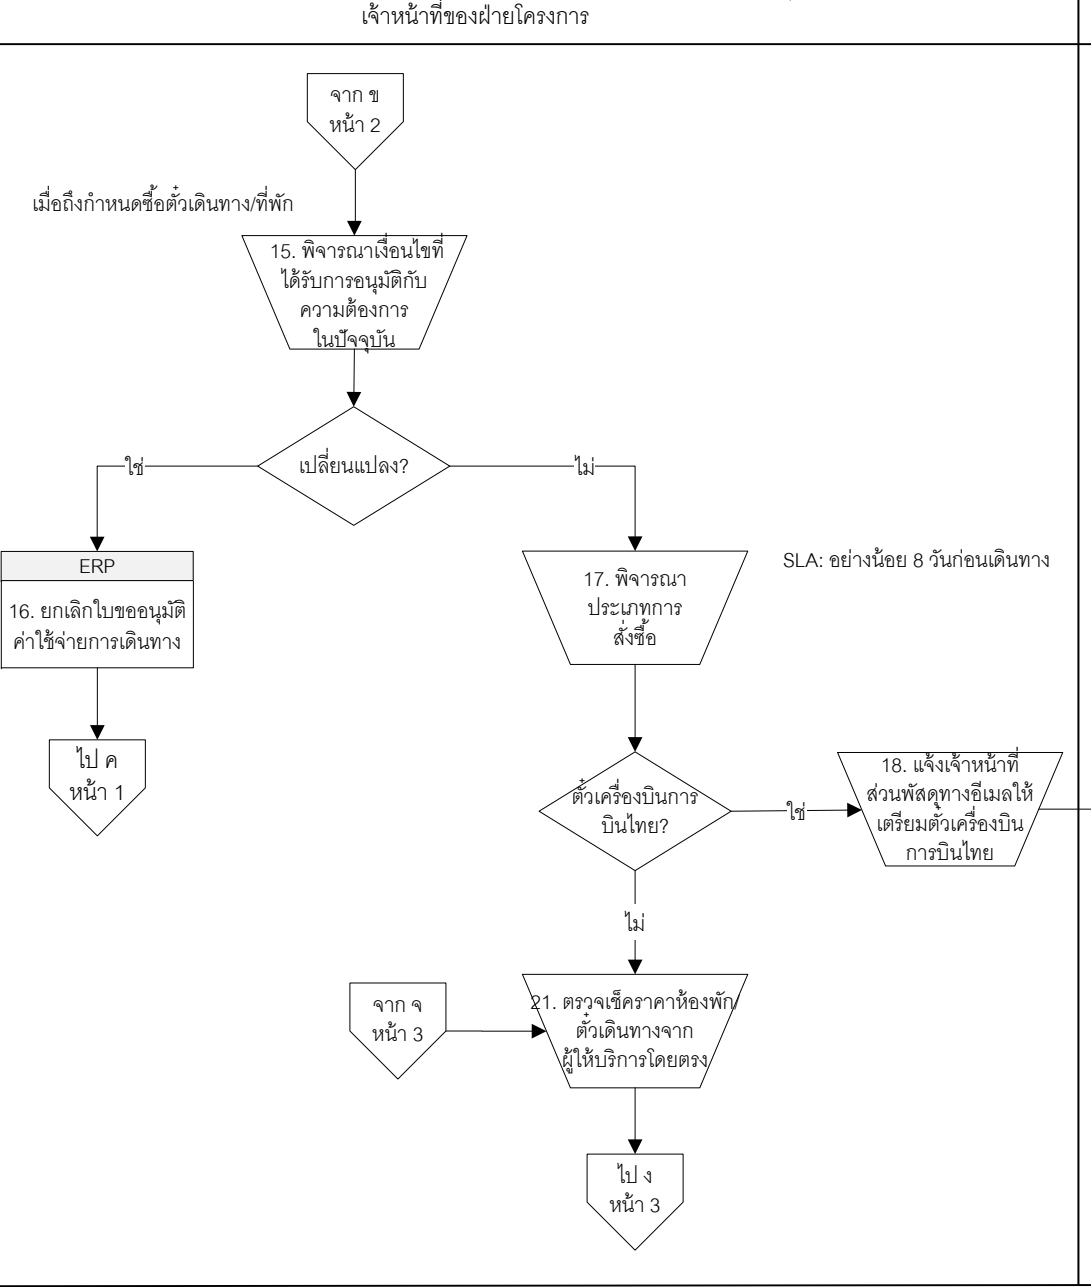 เจ้าหน้าที่ของฝ่ายโครงการ
จาก ข
หน้า 2
เมื่อถึงกำหนดซื้อตั๋วเดินทาง/ที่พัก
15. พิจารณาเงื่อนไขที่
ได้รับการอนุมัติกับ
ความต้องการ
ในปัจจุบัน
เปลี่ยนแปลง?
ใช่
ไม่
ERP
16. ยกเลิกใบขออนุมัติ
ค่าใช้จ่ายการเดินทาง
17. พิจารณา
ประเภทการ
สั่งซื้อ
SLA: อย่างน้อย 8 วันก่อนเดินทาง
ไป ค
หน้า 1
ตั๋วเครื่องบินการ
บินไทย?
ใช่
18. แจ้งเจ้าหน้าที่
ส่วนพัสดุทางอีเมลให้
เตรียมตั๋วเครื่องบิน
การบินไทย
ไม่
จาก จ
หน้า 3
21. ตรวจเช็คราคาห้องพัก/
ตั๋วเดินทางจาก
ผู้ให้บริการโดยตรง
ไป ง
หน้า 3